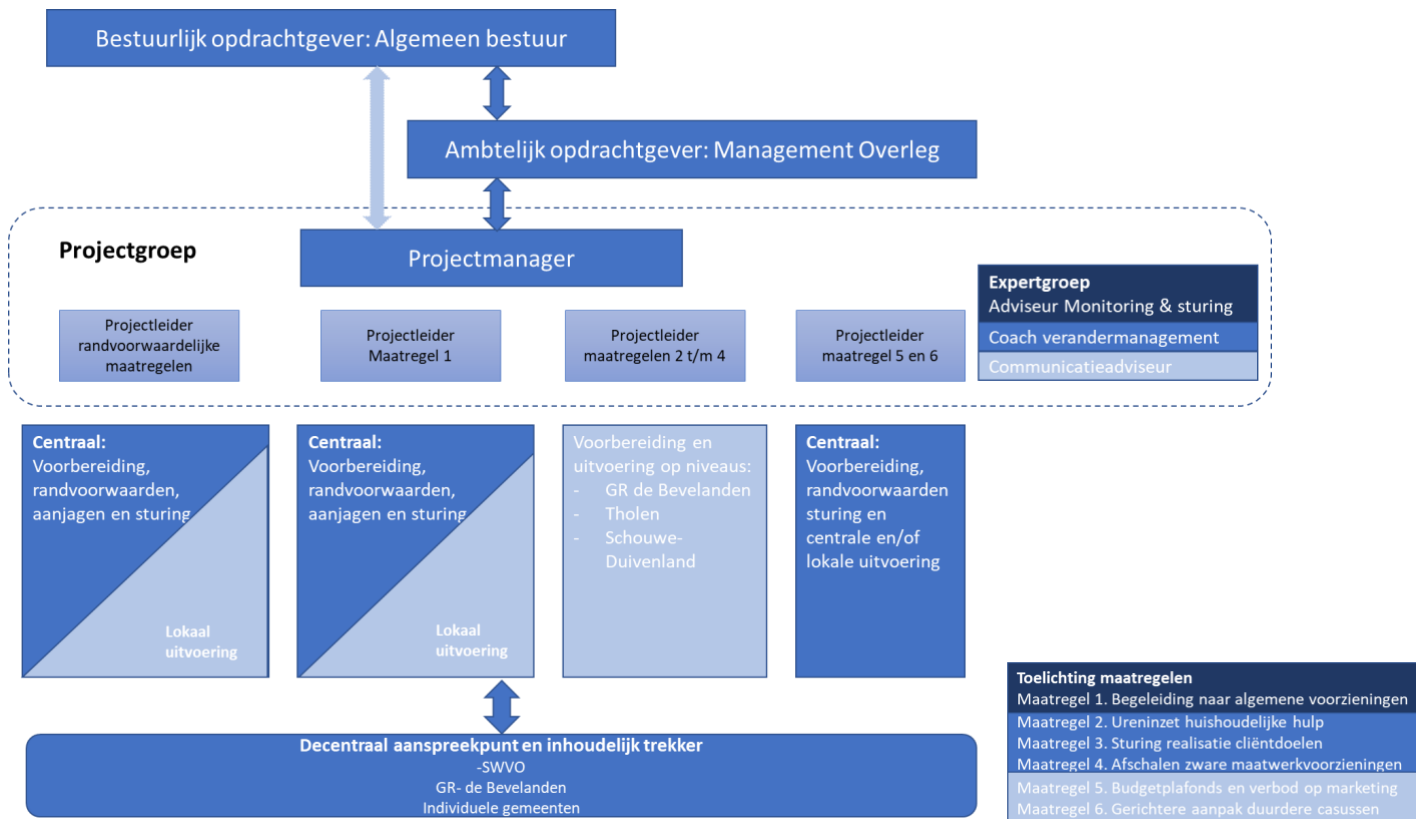 Bestuurlijk opdrachtgever: Algemeen bestuur
Ambtelijk opdrachtgever: Management Overleg
Projectgroep
Projectmanager
Projectleider
randvoorwaardelijke
maatregelen
Projectleider
Maatregel 1
Projectleider
maatregelen 2 t/m 4
Projectleider
maatregel 5 en 6
Expertgroep
Adviseur Monitoring & sturing
Coach verandermanagement
Communicatieadviseur
Centraal:
Voorbereiding,
randvoorwaarden,
aanjagen en sturing
Lokaal
uitvoering
Centraal:
Voorbereiding,
randvoorwaarden,
aanjagen en sturing
Lokaal
uitvoering
Voorbereiding en
uitvoering op niveaus:
- GR de Bevelanden
- Tholen
- Schouwe-
Duivenland
Centraal:
Voorbereiding,
randvoorwaarden
sturing en
centrale en/of
lokale uitvoering
Decentraal aanspreekpunt en inhoudelijk trekker
-SWVO
GR- de Bevelanden
Individuele gemeenten
Toelichting maatregelen
Maatregel 1. Begeleiding naar algemene voorzieningen
Maatregel 2. Ureninzet huishoudelijke hulp
Maatregel 3. Sturing realisatie cliëntdoelen
Maatregel 4. Afschalen zware maatwerkvoorzieningen
Maatregel 5. Budgetplafonds en verbod op marketing
Maatregel 6. Gerichtere aanpak duurdere casussen